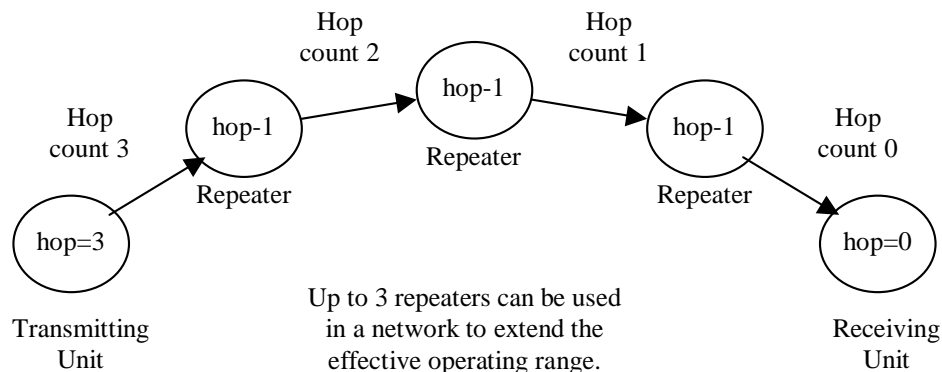 Hop
count 3
Hop
count 2
Hop
count 1
Hop
count 0
hop=3
hop-1
hop-1
hop-1
hop=0
Transmitting
Unit
Repeater
Repeater
Repeater
Receiving
Unit
Up to 3 repeaters can be used
in a network to extend the
effective operating range.